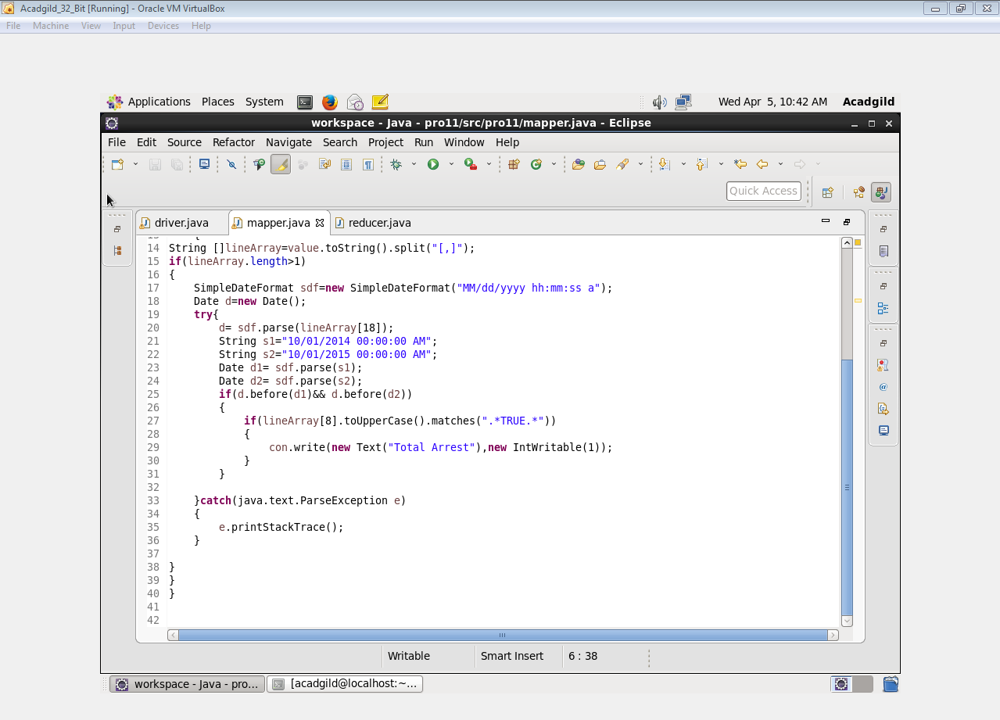 Acadgild_32_Bit [Running] - Oracle VM VirtualBox
File Machine View Input Devices Help
Applications Places System Wed Apr 5, 10:42 AM Acadgild
workspace - Java - pro11/src/pro11/mapper.java - Eclipse
File Edit Source Refactor Navigate Search Project Run Window Help
Quick Access
driver.java mapper.java reducer.java
13 {
14 String []lineArray=value.toString().split("[,]");
15 if(lineArray.length>1)
16 {
17 SimpleDateFormat sdf=new SimpleDateFormat("MM/dd/yyyy hh:mm:ss a");
18 Date d=new Date();
19 try{
20 d= sdf.parse(lineArray[18]);
21 String s1="10/01/2014 00:00:00 AM";
22 String s2="10/01/2015 00:00:00 AM";
23 Date d1= sdf.parse(s1);
24 Date d2= sdf.parse(s2);
25 if(d.before(d1)&& d.before(d2))
26 {
27 if(lineArray[8].toUpperCase().matches(".*TRUE.*"))
28 {
29 con.write(new Text("Total Arrest"),new IntWritable(1));
30 }
31 }
32
33 }catch(java.text.ParseException e)
34 {
35 e.printStackTrace();
36 }
37
38 }
39 }
40 }
41
42
Writable Smart Insert 6 : 38
workspace - Java - pro... [acadgild@localhost:~...